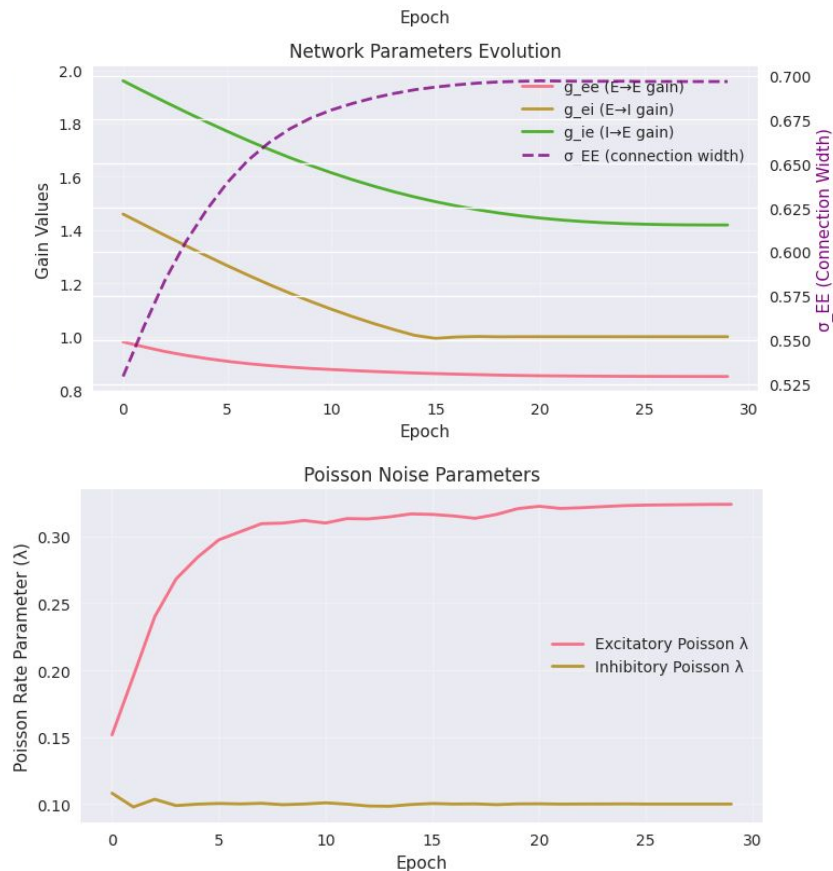 Epoch
Network Parameters Evolution
2.0
1.8
1.6
1.4
1.2
1.0
0.8
Gain Values
g_ee (E→E gain)
g_ei (E→I gain)
g_ie (I→E gain)
σ_EE (connection width)
0.700
0.675
0.650
0.625
0.600
0.575
0.550
0.525
σ_EE (Connection Width)
0 5 10 15 20 25 30
Epoch
Poisson Noise Parameters
0.30
0.25
0.20
0.15
0.10
Poisson Rate Parameter (λ)
Excitatory Poisson λ
Inhibitory Poisson λ
0 5 10 15 20 25 30
Epoch